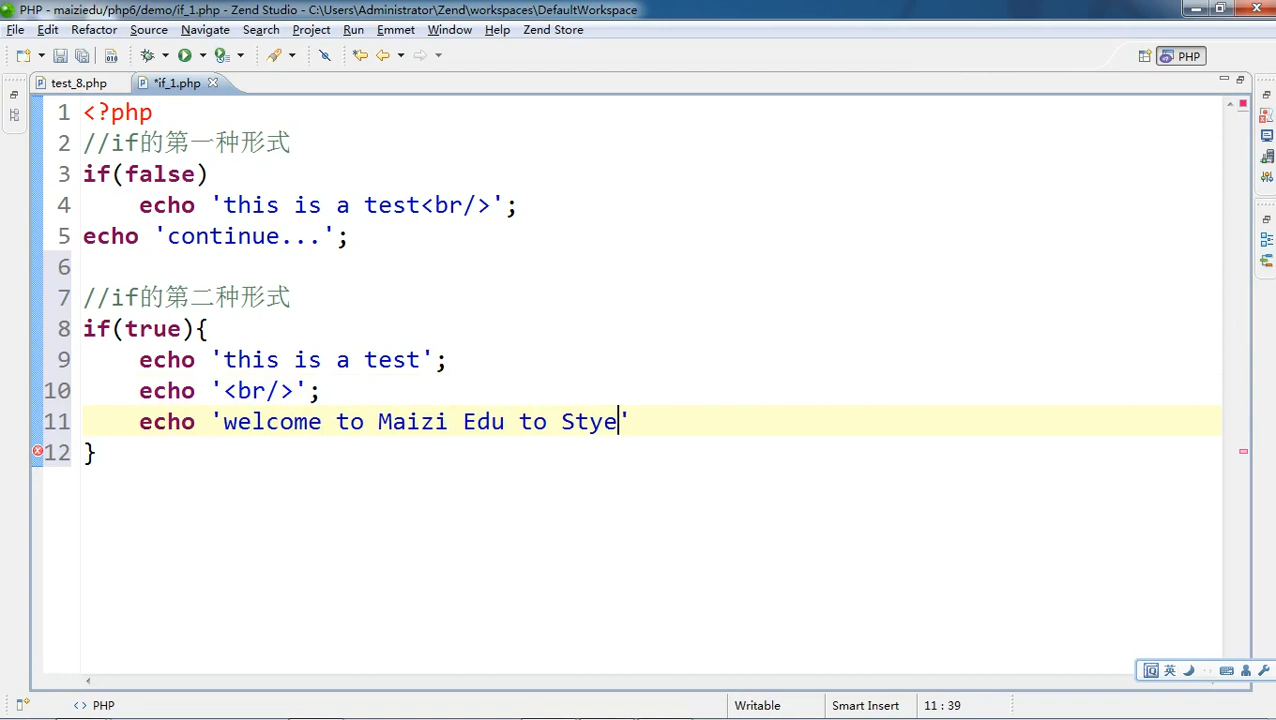 PHP - maiziedu/php6/demo/if_1.php - Zend Studio - C:\Users\Administrator\Zend\workspaces\DefaultWorkspace
File Edit Refactor Source Navigate Search Project Run Emmet Window Help Zend Store
PHP
test_8.php *if_1.php
1 <?php
2 //if的第一种形式
3 if(false)
4     echo 'this is a test<br/>';
5 echo 'continue...';
6
7 //if的第二种形式
8 if(true){
9     echo 'this is a test';
10     echo '<br/>';
11     echo 'welcome to Maizi Edu to Stye'
12 }
英
<> PHP Writable Smart Insert 11 : 39